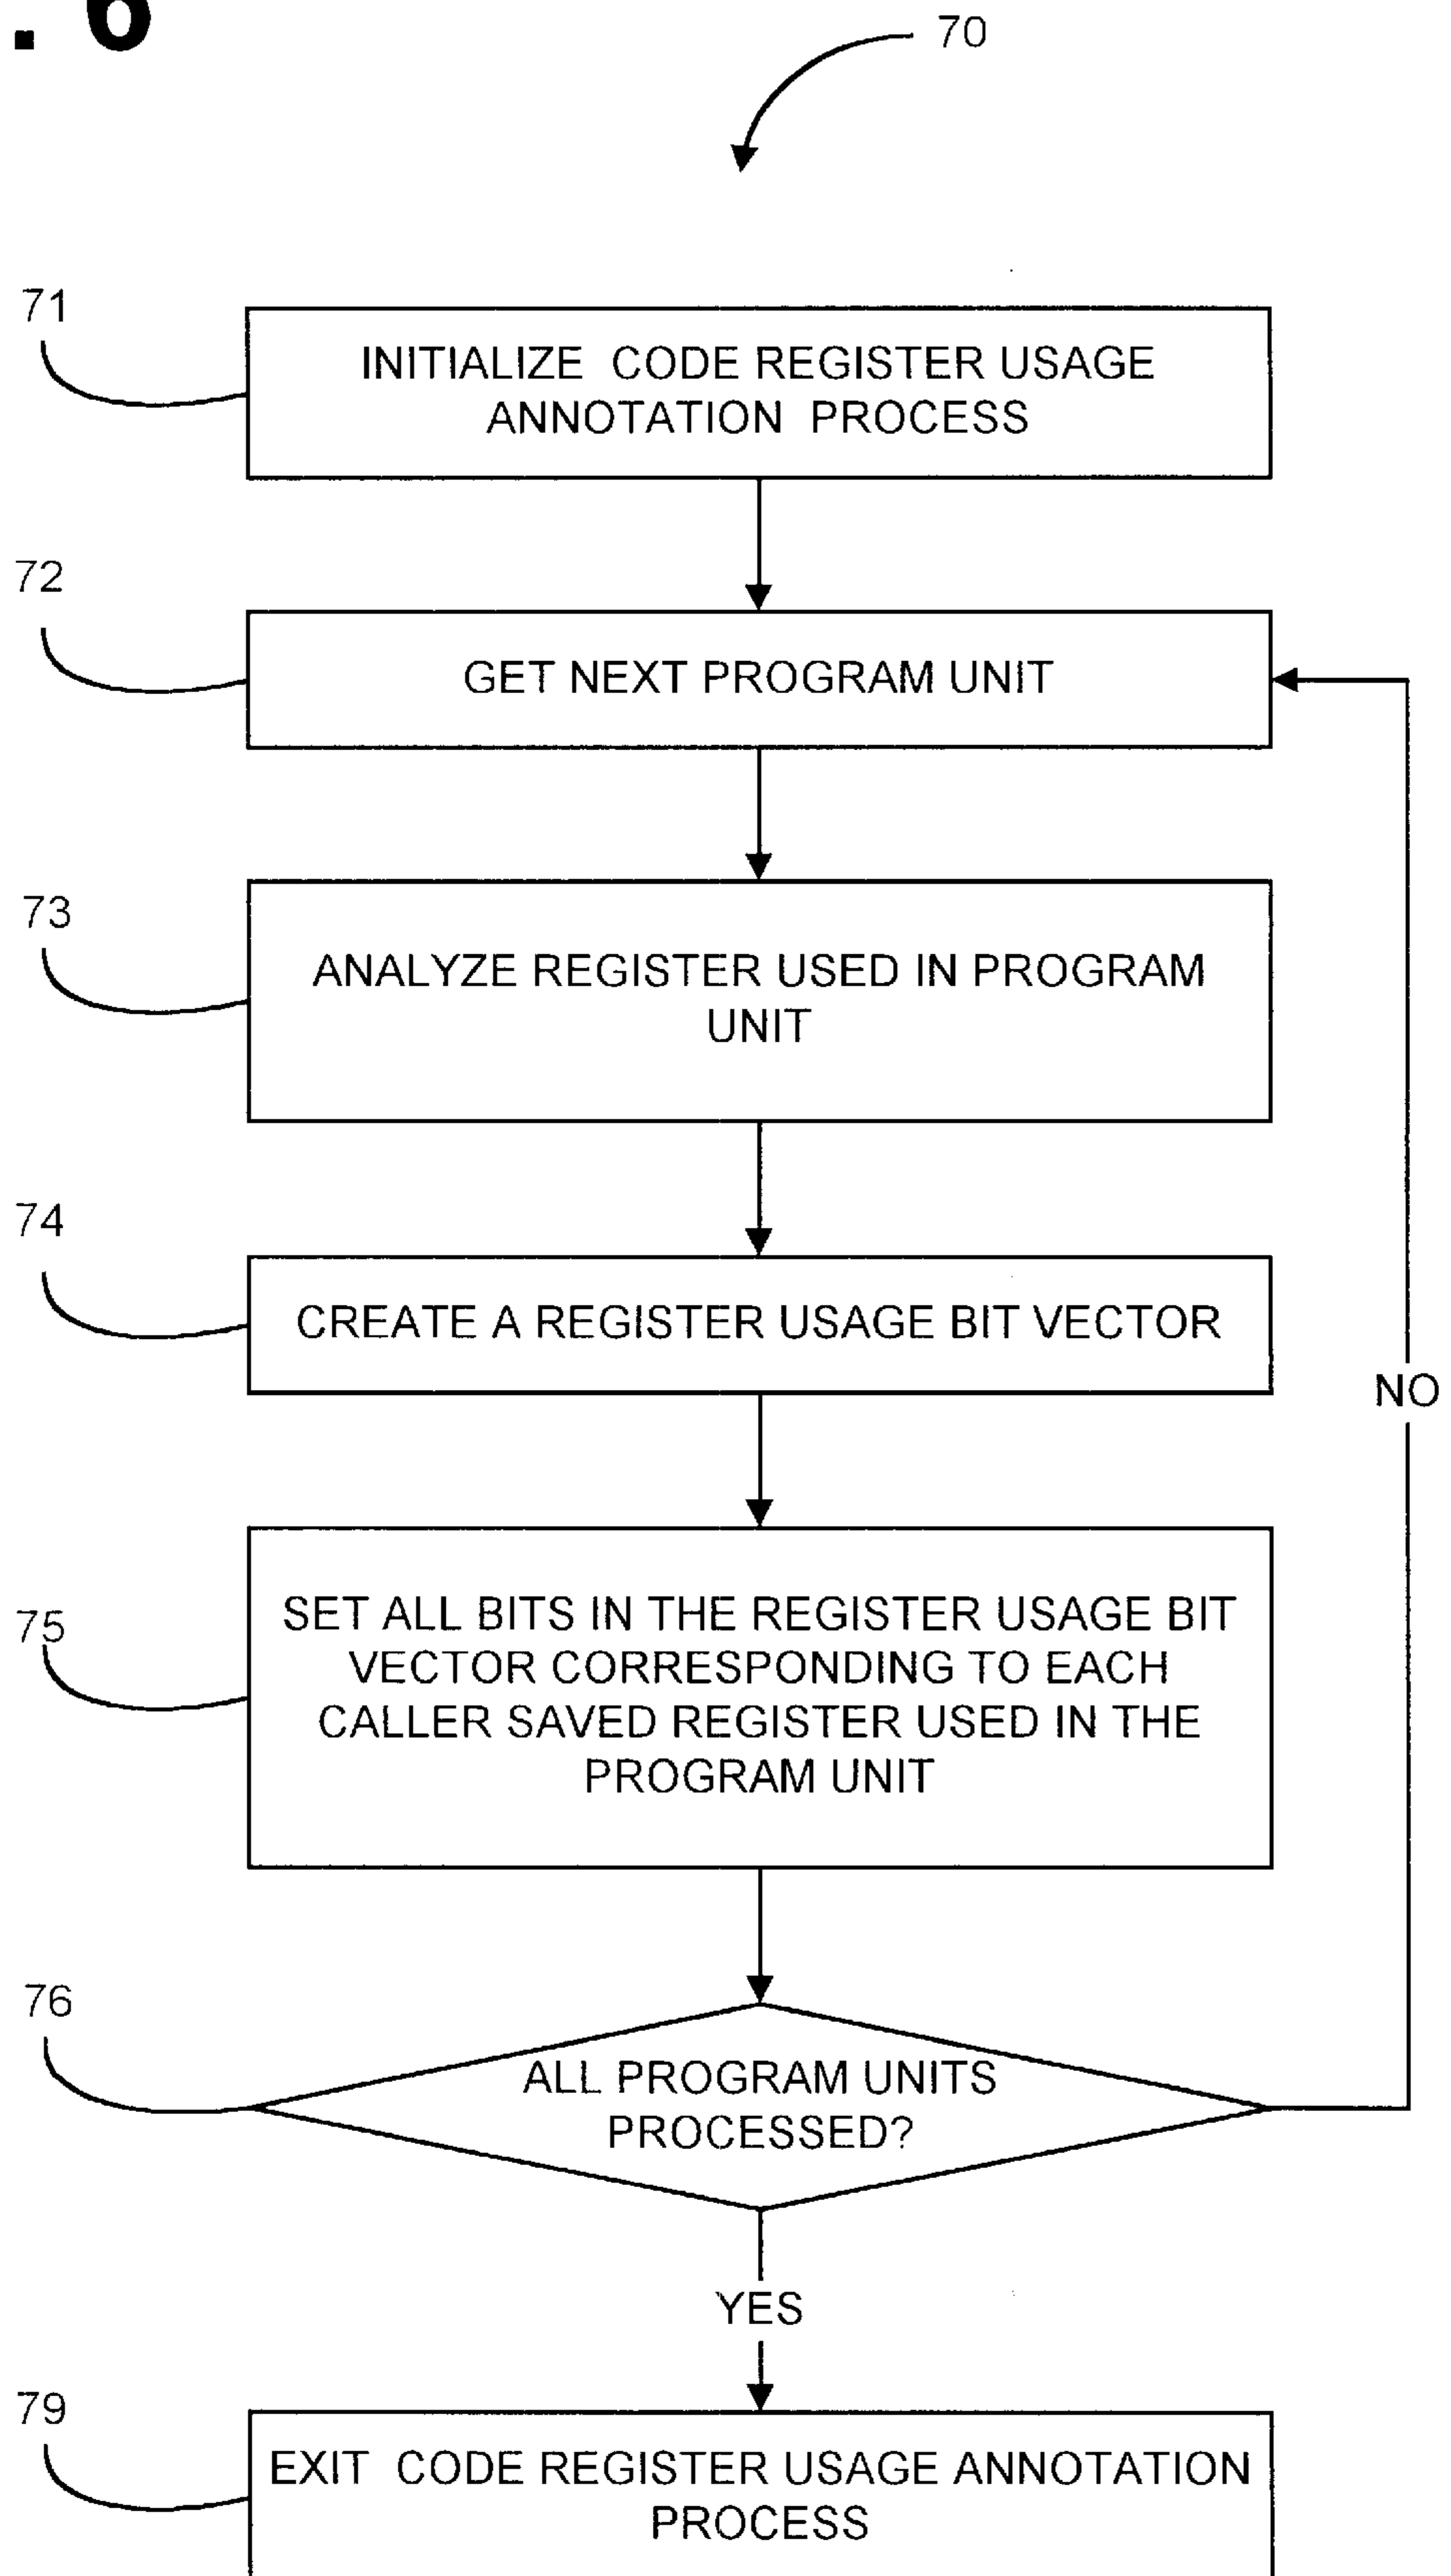 . 6
70
71
INITIALIZE CODE REGISTER USAGE
ANNOTATION PROCESS
72
GET NEXT PROGRAM UNIT
73
ANALYZE REGISTER USED IN PROGRAM
UNIT
74
CREATE A REGISTER USAGE BIT VECTOR
NO
75
SET ALL BITS IN THE REGISTER USAGE BIT
VECTOR CORRESPONDING TO EACH
CALLER SAVED REGISTER USED IN THE
PROGRAM UNIT
76
ALL PROGRAM UNITS
PROCESSED?
YES
79
EXIT CODE REGISTER USAGE ANNOTATION
PROCESS